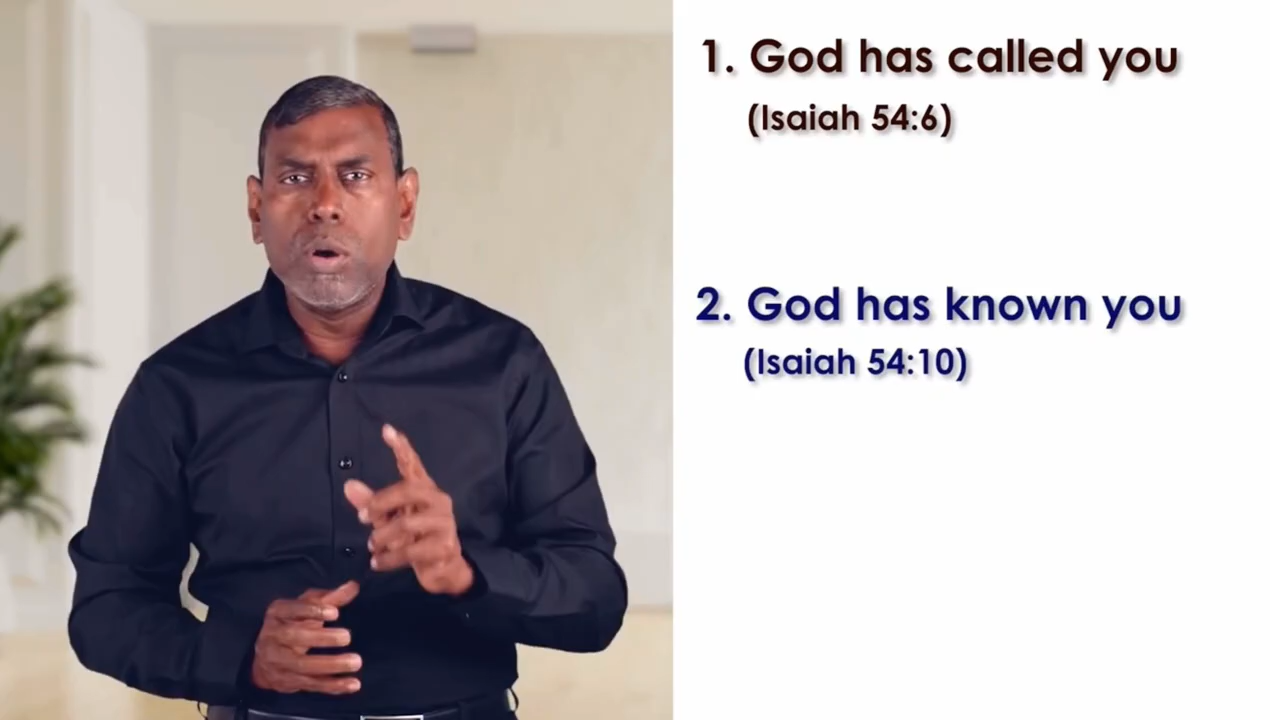 1. God has called you
(Isaiah 54:6)
2. God has known you
(Isaiah 54:10)